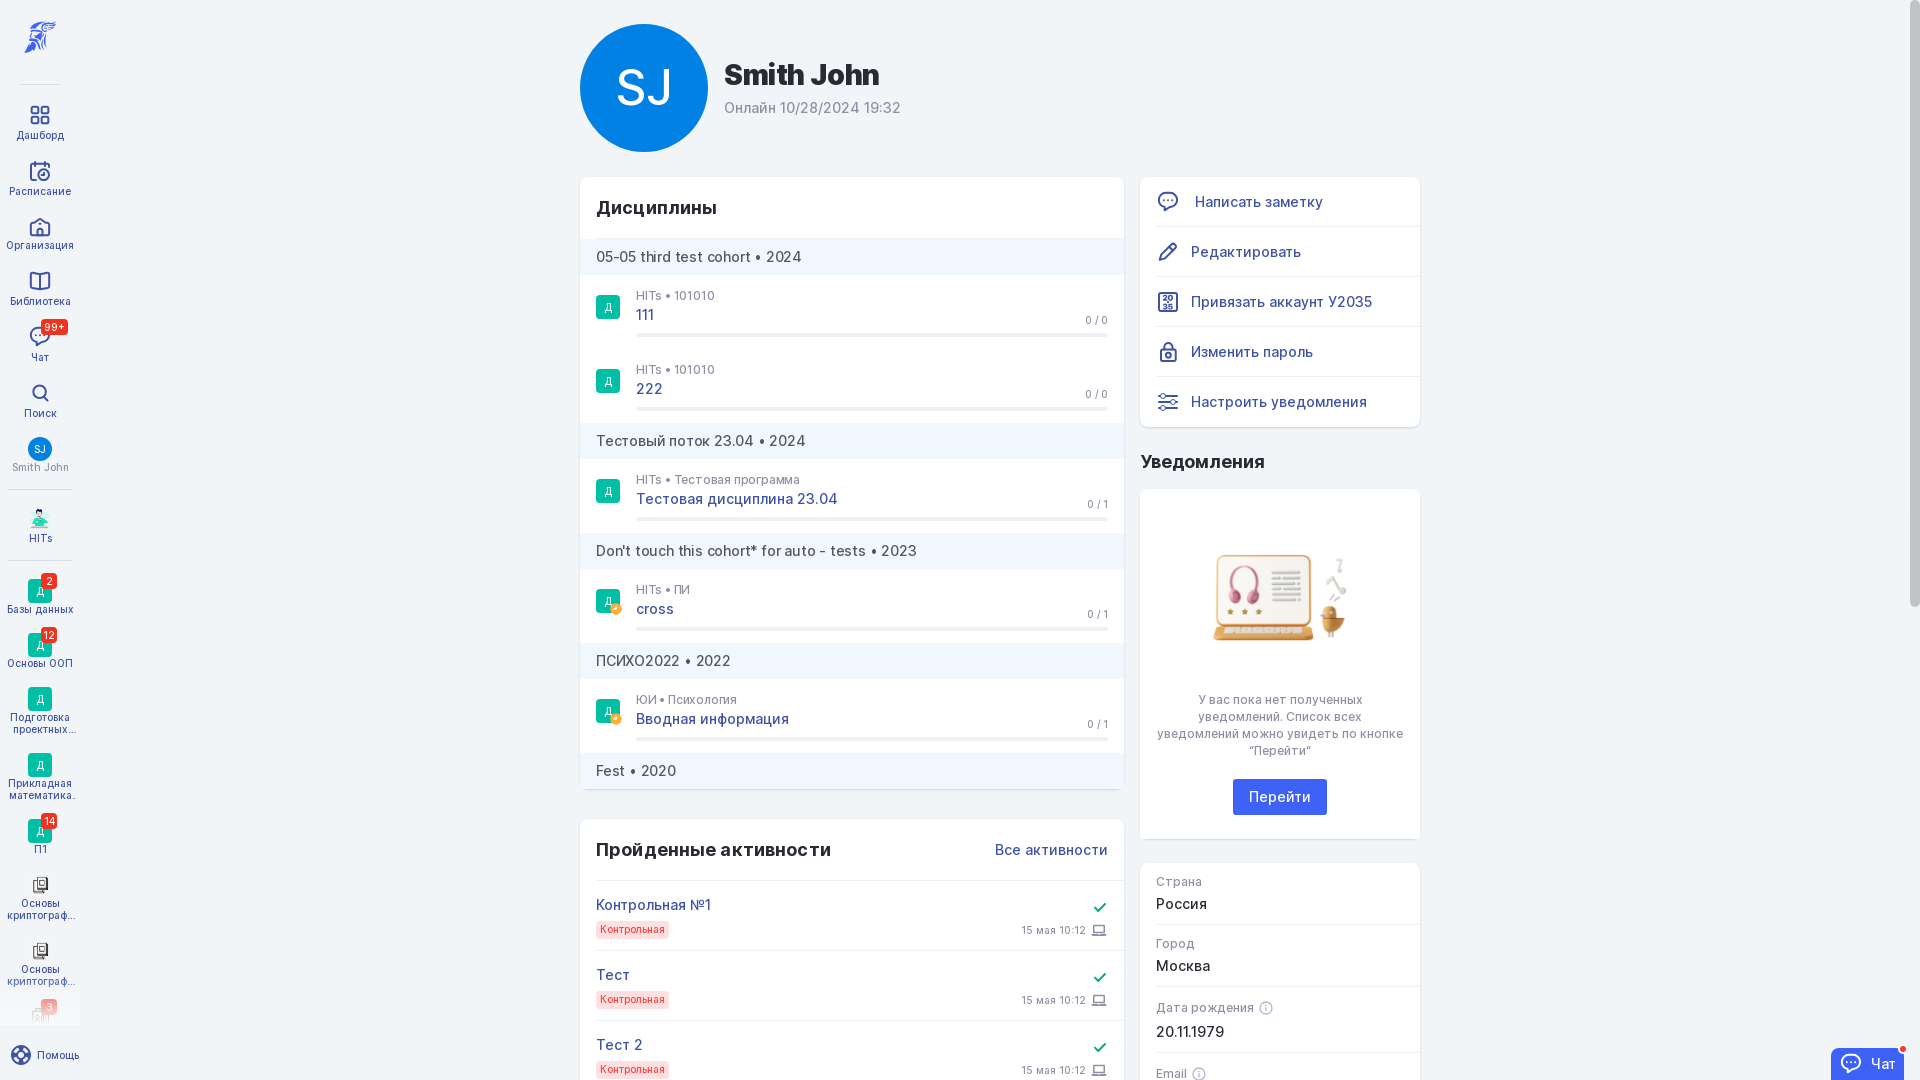 Дашборд
Расписание
Организация
Библиотека
99+
Чат
Поиск
SJ
Smith John
HITs
2
Д
Базы данных
12
Д
Основы ООП
Д
Подготовка
проектных...
Д
Прикладная
математика.
14
Д
П1
Основы
криптограф...
Основы
криптограф...
3
Помощь
SJ
Smith John
Онлайн 10/28/2024 19:32
Дисциплины
05-05 third test cohort • 2024
HITs • 101010
Д
111
0 / 0
HITs • 101010
Д
222
0 / 0
Тестовый поток 23.04 • 2024
HITs • Тестовая программа
Д
Тестовая дисциплина 23.04
0 / 1
Don't touch this cohort* for auto - tests • 2023
HITs • ПИ
Д
cross
0 / 1
ПСИХО2022 • 2022
ЮИ • Психология
Д
Вводная информация
0 / 1
Fest • 2020
Пройденные активности
Все активности
Контрольная №1
Контрольная
15 мая 10:12
Тест
Контрольная
15 мая 10:12
Тест 2
Контрольная
15 мая 10:12
Написать заметку
Редактировать
20
35
Привязать аккаунт У2035
Изменить пароль
Настроить уведомления
Уведомления
У вас пока нет полученных
уведомлений. Список всех
уведомлений можно увидеть по кнопке
“Перейти“
Перейти
Страна
Россия
Город
Москва
Дата рождения
20.11.1979
Email
Чат